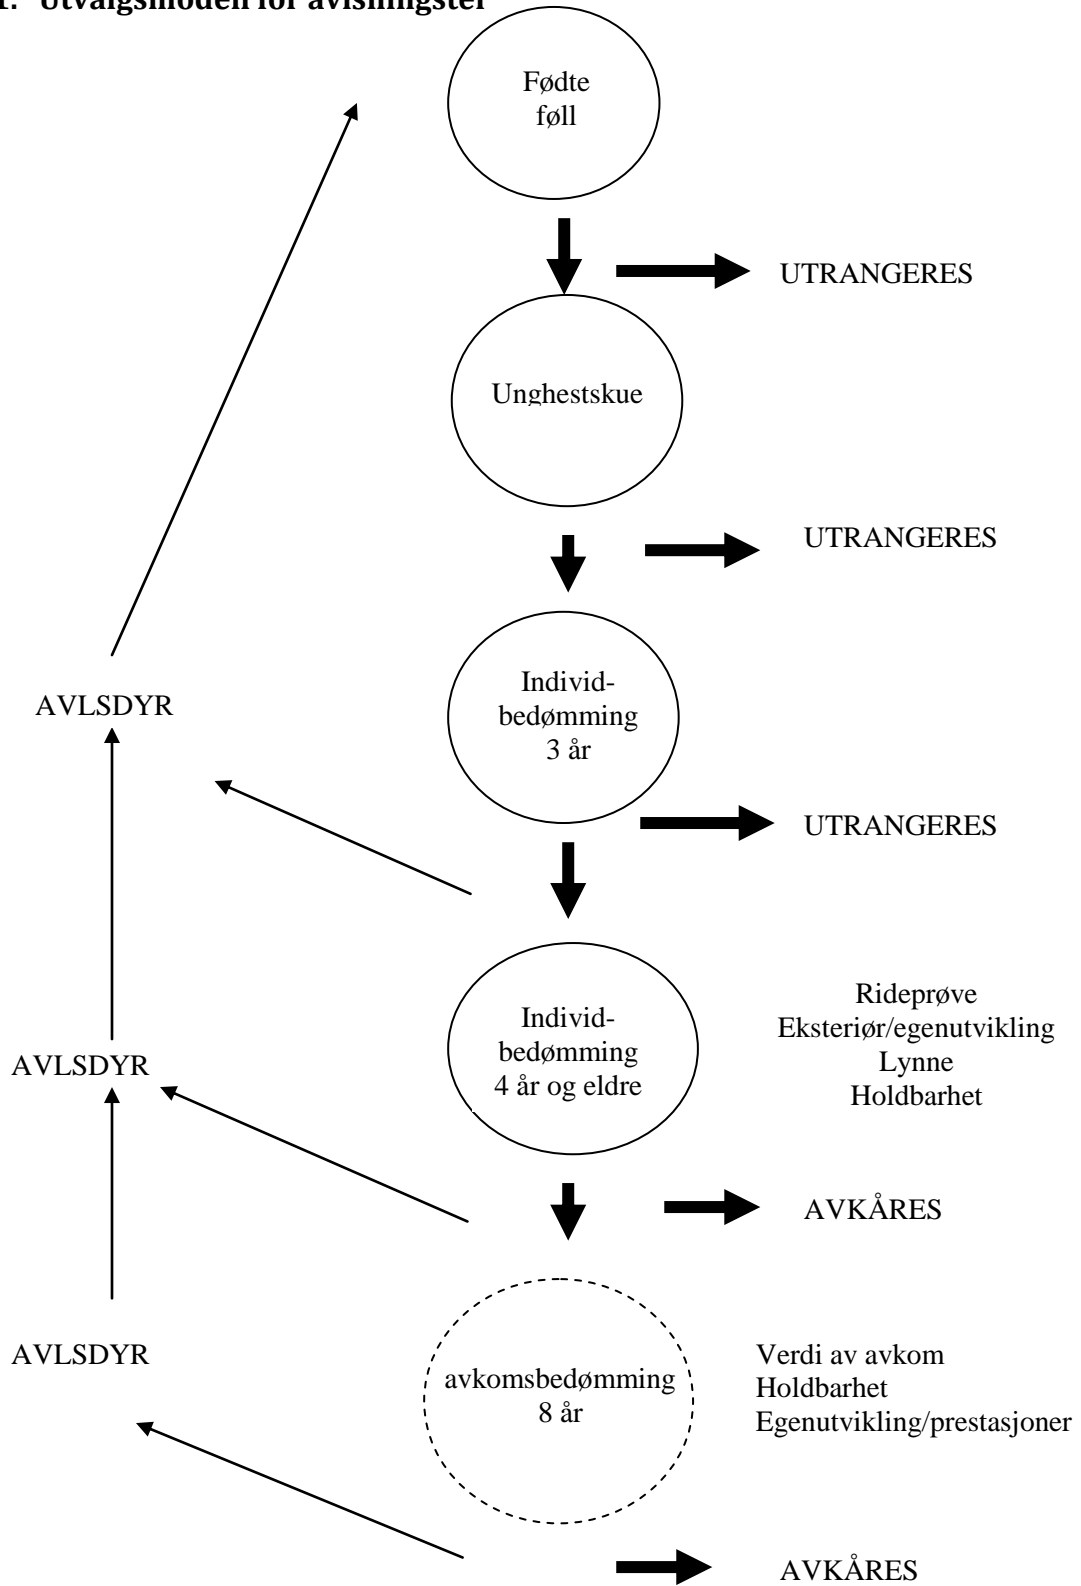 Fødte
føll
UTRANGERES
Unghestskue
UTRANGERES
Individ-
bedømming
3 år
AVLSDYR
UTRANGERES
Individ-
bedømming
4 år og eldre
Rideprøve
Eksteriør/egenutvikling
Lynne
Holdbarhet
AVLSDYR
AVKÅRES
AVLSDYR
avkomsbedømming
8 år
Verdi av avkom
Holdbarhet
Egenutvikling/prestasjoner
AVKÅRES